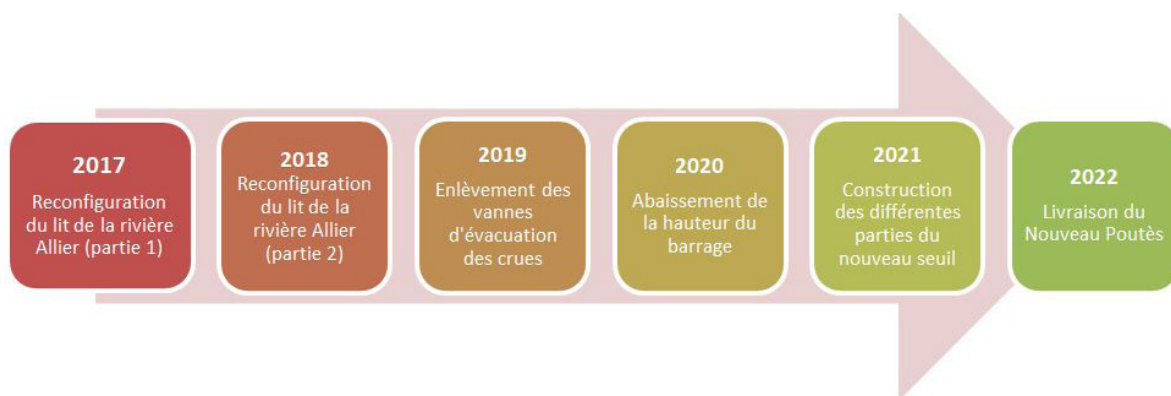 2017
Reconfiguration
du lit de la rivière
Allier (partie 1)
2018
Reconfiguration
du lit de la
rivière Allier
(partie 2)
2019
Enlèvement des
vannes
d'évacuation
des crues
2020
Abaissement de
la hauteur du
barrage
2021
Construction
des différentes
parties du
nouveau seuil
2022
Livraison du
Nouveau Poutès